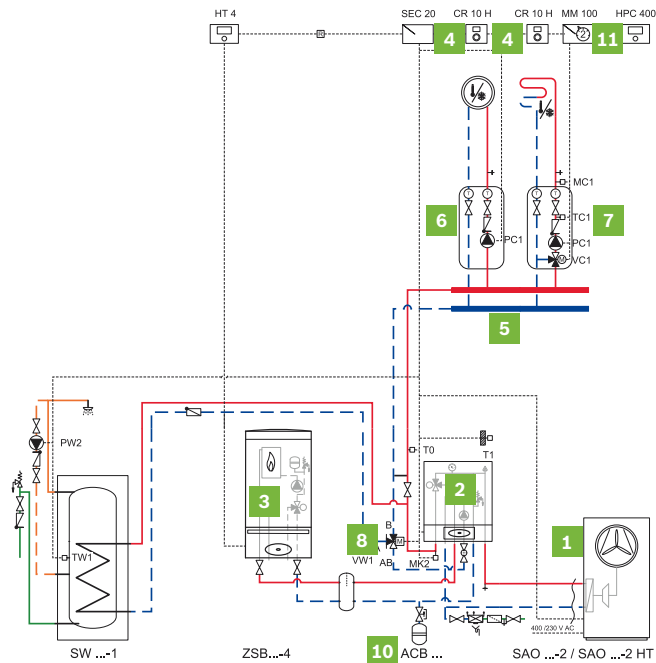 HT 4
SEC 20
CR 10 H
CR 10 H
MM 100
HPC 400
4
4
2
11
T
T
T
T
MC1
6
TC1
7
PC1
PC1
M
VC1
5
PW2
T0
T1
3
2
B
8
A
M
1
TW1
VW1
AB
MK2
400 /230 V AC
10
SW ...-1
ZSB...-4
ACB ...
SAO ...-2 / SAO ...-2 HT